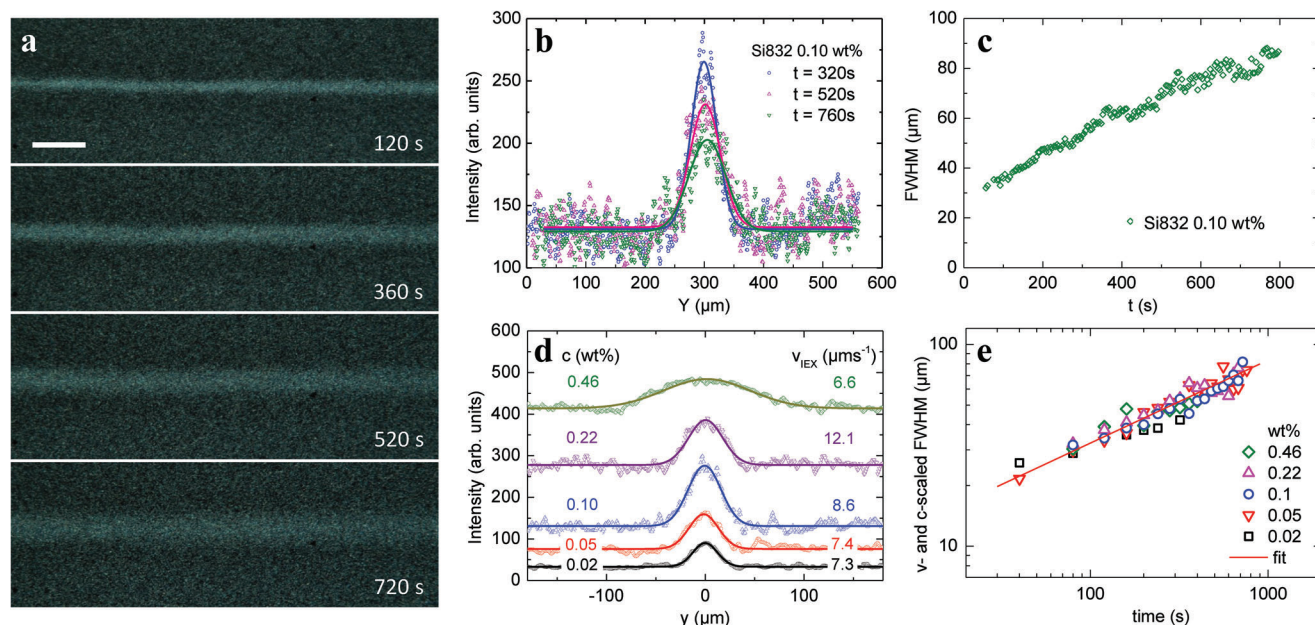 a
120 s
360 s
520 s
720 s
b
Si832 0.10 wt%
t = 320s
t = 520s
t = 760s
300
250
200
150
100
Intensity (arb. units)
0 100 200 300 400 500 600
Y (µm)
c
100
80
60
40
20
0
FWHM (µm)
Si832 0.10 wt%
0 200 400 600 800
t (s)
d
c (wt%) v_IEX (µms⁻¹)
0.46 6.6
0.22 12.1
0.10 8.6
0.05 7.4
0.02 7.3
600
500
400
300
200
100
0
Intensity (arb. units)
-100 0 100
y (µm)
e
100
10
v- and c-scaled FWHM (µm)
wt%
0.46
0.22
0.1
0.05
0.02
fit
100 1000
time (s)